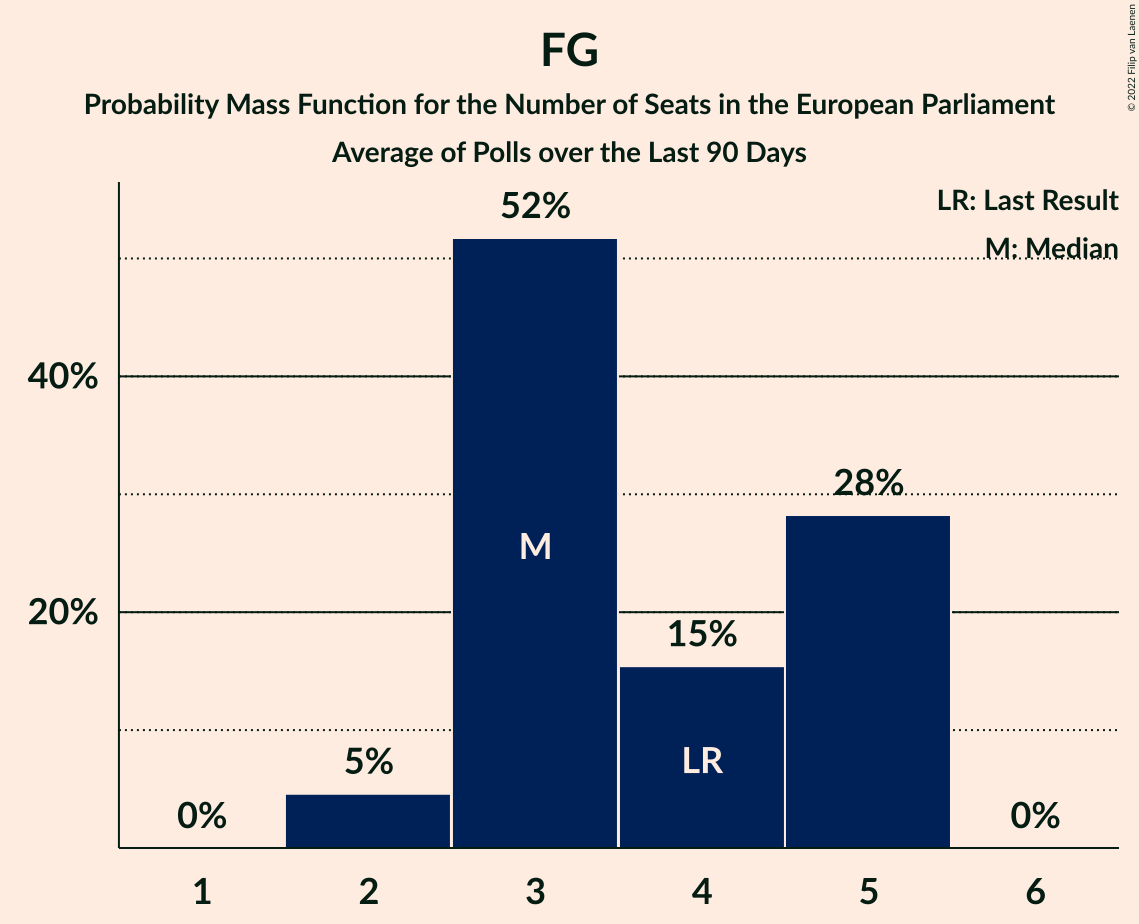 FG
Probability Mass Function for the Number of Seats in the European Parliament
Average of Polls over the Last 90 Days
© 2022 Filip van Laenen
LR: Last Result
M: Median
52%
40%
28%
M
20%
15%
LR
5%
0%
0%
1 2 3 4 5 6